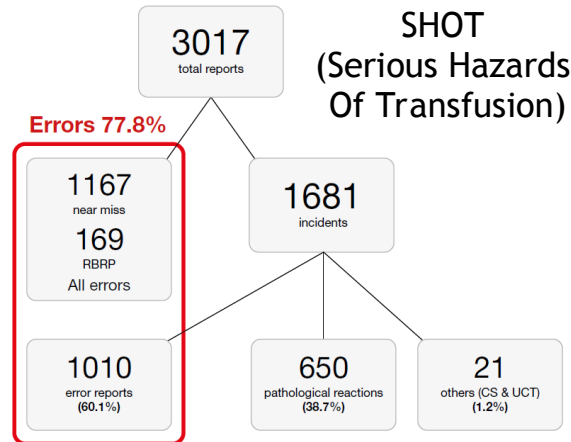 3017
total reports
SHOT
(Serious Hazards
Of Transfusion)
Errors 77.8%
1167
near miss
169
RBRP
All errors
1681
incidents
1010
error reports
(60.1%)
650
pathological reactions
(38.7%)
21
others (CS & UCT)
(1.2%)